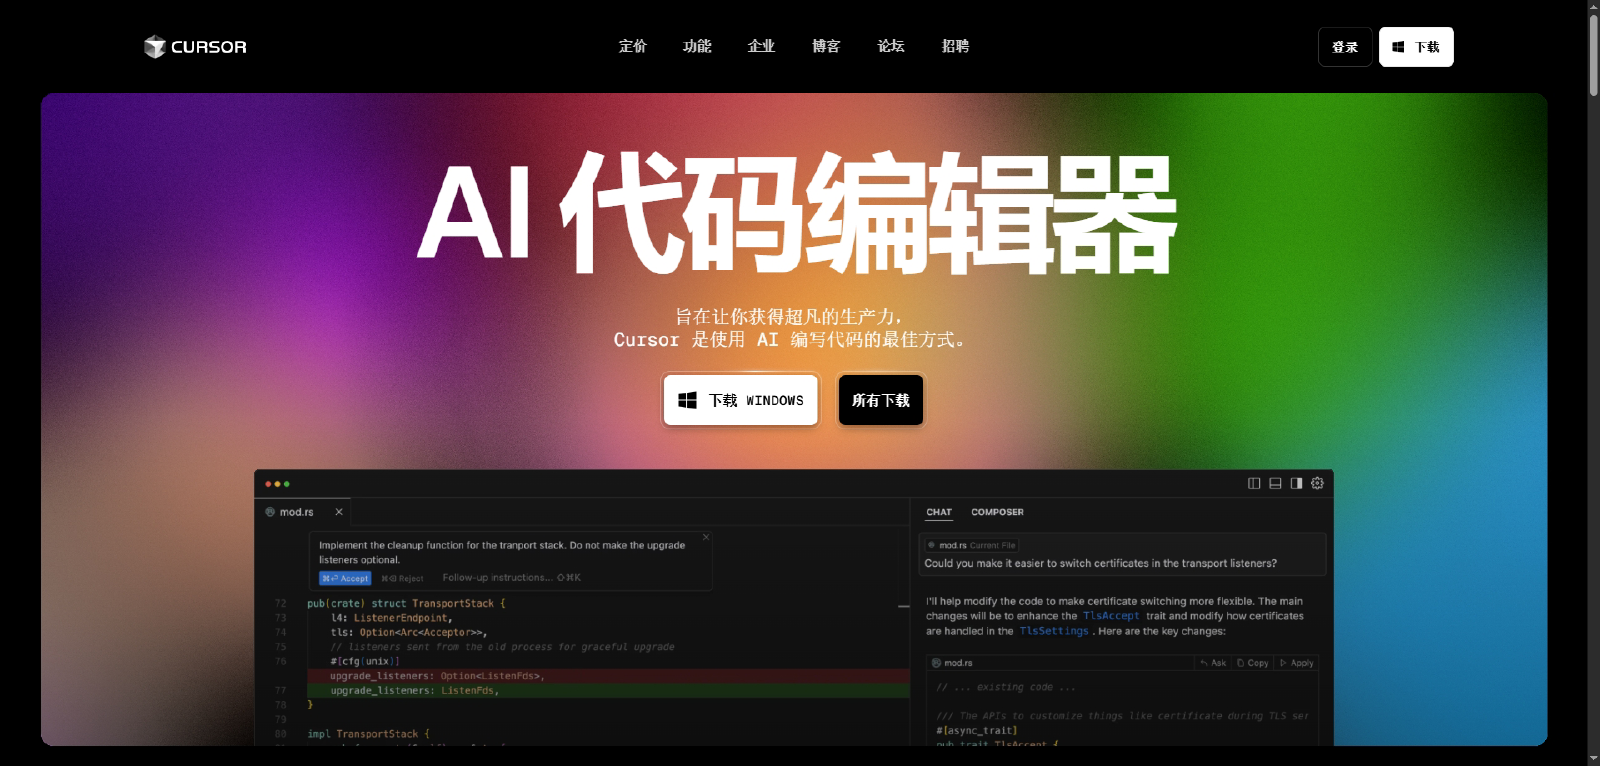 CURSOR
定价
功能
企业
博客
论坛
招聘
登录
下载
AI 代码编辑器
旨在让你获得超凡的生产力，
Cursor 是使用 AI 编写代码的最佳方式。
下载 WINDOWS
所有下载
mod.rs
Implement the cleanup function for the tranport stack. Do not make the upgrade
listeners optional.
Accept
Reject
Follow-up instructions...
72 pub(crate) struct TransportStack {
73 l4: ListenerEndpoint,
74 tls: Option<Arc<Acceptor>>,
75 // listeners sent from the old process for graceful upgrade
76 #[cfg(unix)]
upgrade_listeners: Option<ListenFds>,
77 upgrade_listeners: ListenFds,
78 }
79
80 impl TransportStack {
CHAT
COMPOSER
mod.rs Current File
Could you make it easier to switch certificates in the transport listeners?
I'll help modify the code to make certificate switching more flexible. The main
changes will be to enhance the TlsAccept trait and modify how certificates
are handled in the TlsSettings . Here are the key changes:
mod.rs
Ask
Copy
Apply
// ... existing code ...
/// The APIs to customize things like certificate during TLS ser
#[async_trait]
pub trait TlsAccept {